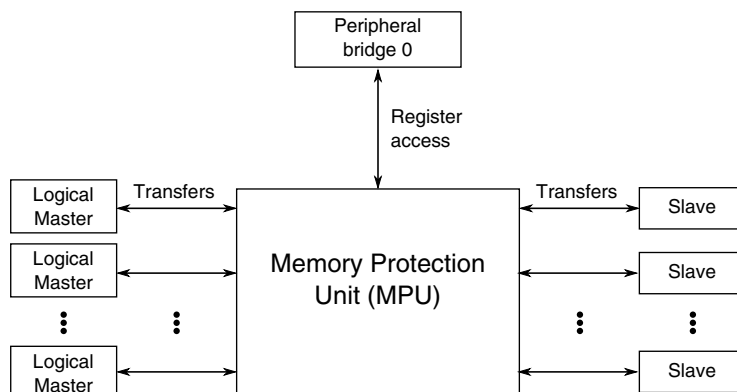 Peripheral
bridge 0
Register
access
Logical
Master
Transfers
Transfers
Slave
Logical
Master
Memory Protection
Unit (MPU)
Slave
Logical
Master
Slave